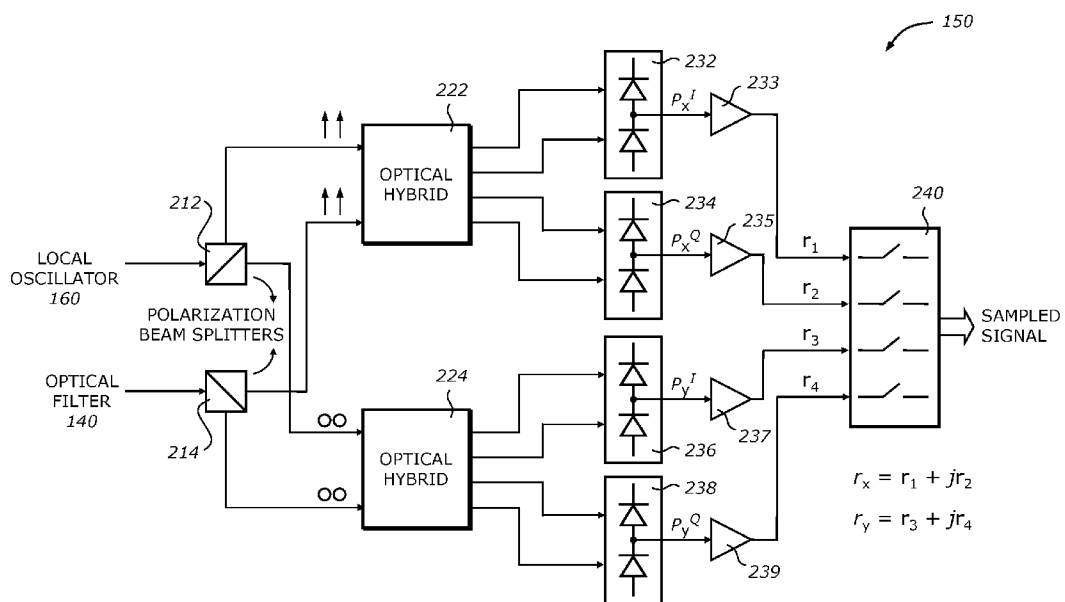 150
232
233
P_x^I
222
OPTICAL
HYBRID
212
234
235
P_x^Q
240
LOCAL
OSCILLATOR
160
r₁
r₂
r₃
r₄
SAMPLED
SIGNAL
POLARIZATION
BEAM SPLITTERS
OPTICAL
FILTER
140
214
224
OPTICAL
HYBRID
P_y^I
236
237
238
P_y^Q
239
r_x = r₁ + jr₂
r_y = r₃ + jr₄